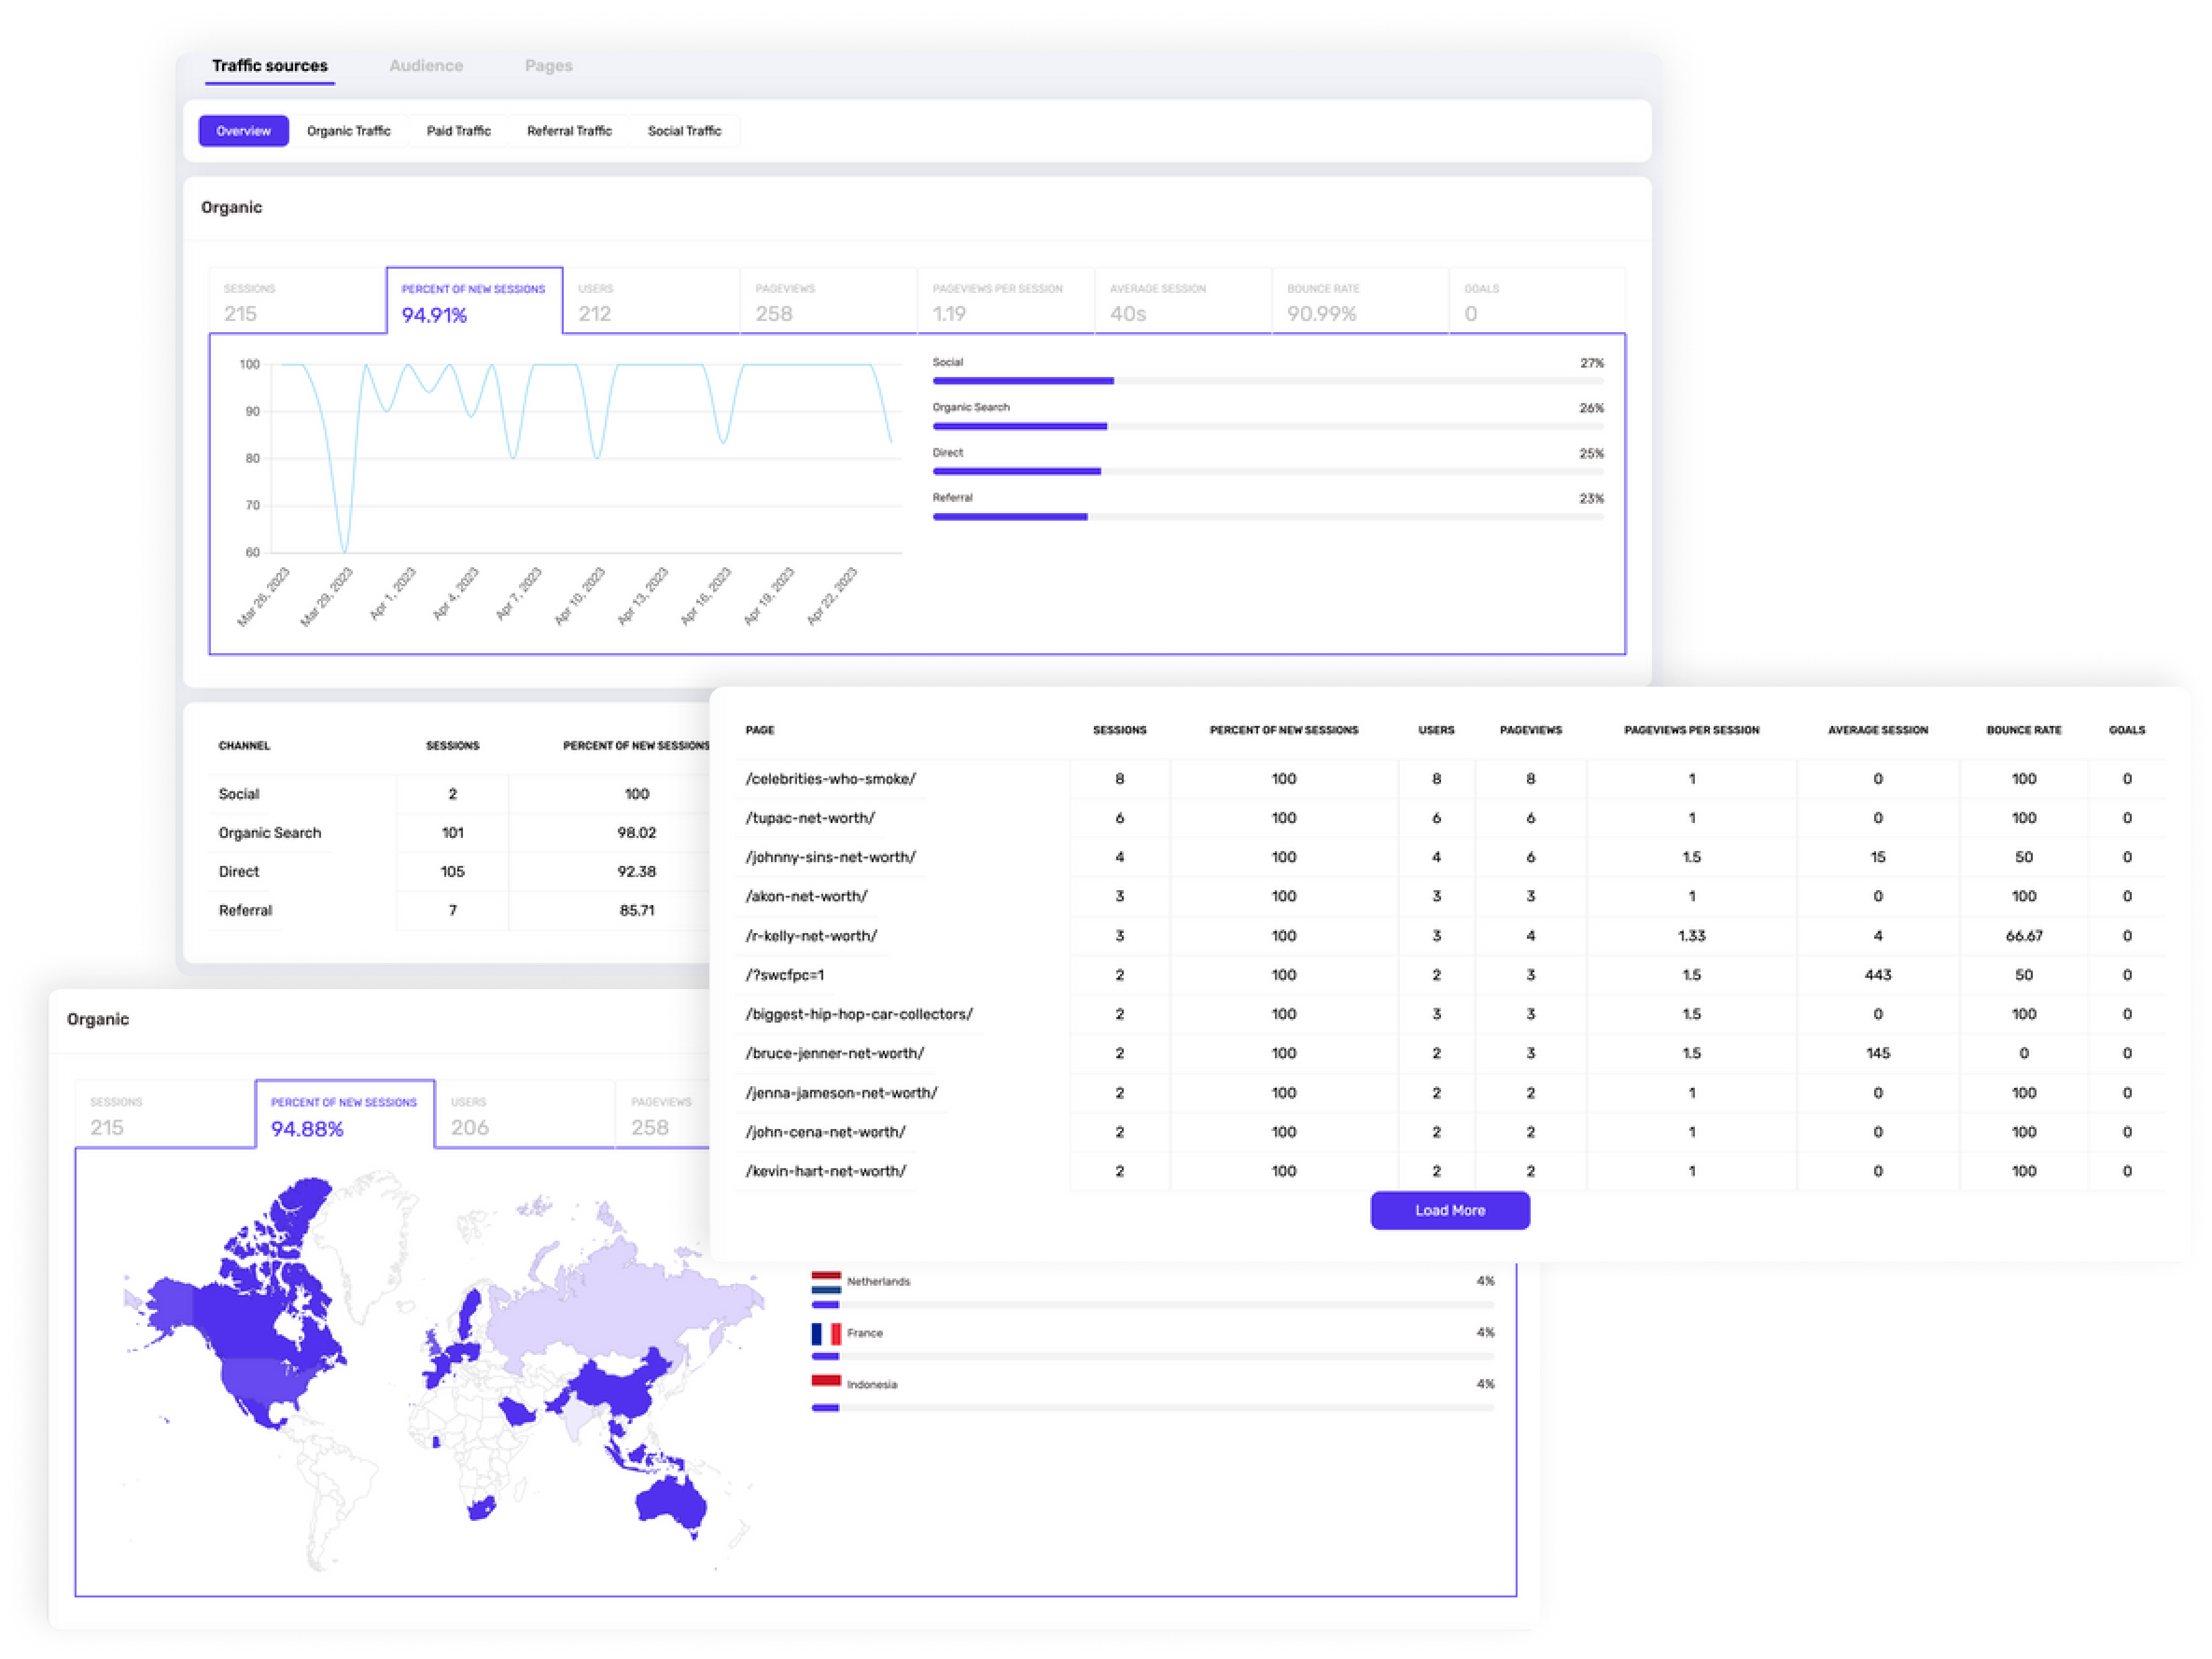 Traffic sources Audience Pages
Overview Organic Traffic Paid Traffic Referral Traffic Social Traffic
Organic
SESSIONS PERCENT OF NEW SESSIONS USERS PAGEVIEWS PAGEVIEWS PER SESSION AVERAGE SESSION BOUNCE RATE GOALS
215 94.91% 212 258 1.19 40s 90.99% 0
100
90
80
70
60
Mar 26, 2023 Mar 29, 2023 Apr 1, 2023 Apr 4, 2023 Apr 7, 2023 Apr 10, 2023 Apr 13, 2023 Apr 16, 2023 Apr 19, 2023 Apr 22, 2023
Social 27%
Organic Search 26%
Direct 25%
Referral 23%
CHANNEL SESSIONS PERCENT OF NEW SESSIONS
Social 2 100
Organic Search 101 98.02
Direct 105 92.38
Referral 7 85.71
PAGE SESSIONS PERCENT OF NEW SESSIONS USERS PAGEVIEWS PAGEVIEWS PER SESSION AVERAGE SESSION BOUNCE RATE GOALS
/celebrities-who-smoke/ 8 100 8 8 1 0 100 0
/tupac-net-worth/ 6 100 6 6 1 0 100 0
/johnny-sins-net-worth/ 4 100 4 6 1.5 15 50 0
/akon-net-worth/ 3 100 3 3 1 0 100 0
/r-kelly-net-worth/ 3 100 3 4 1.33 4 66.67 0
/?swcfpc=1 2 100 2 3 1.5 443 50 0
/biggest-hip-hop-car-collectors/ 2 100 3 3 1.5 0 100 0
/bruce-jenner-net-worth/ 2 100 2 3 1.5 145 0 0
/jenna-jameson-net-worth/ 2 100 2 2 1 0 100 0
/john-cena-net-worth/ 2 100 2 2 1 0 100 0
/kevin-hart-net-worth/ 2 100 2 2 1 0 100 0
Load More
Organic
SESSIONS PERCENT OF NEW SESSIONS USERS PAGEVIEWS
215 94.88% 206 258
Netherlands 4%
France 4%
Indonesia 4%